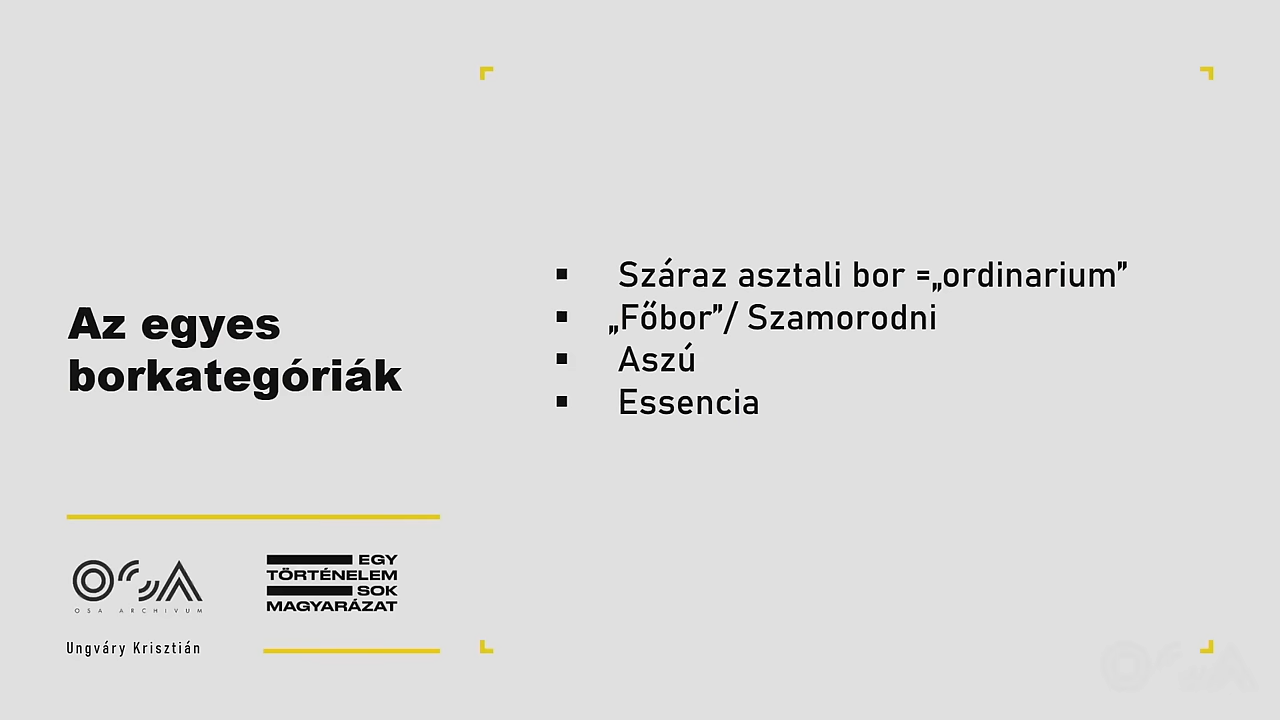 Az egyes
borkategóriák
▪ Száraz asztali bor =„ordinarium”
▪ „Főbor”/ Szamorodni
▪ Aszú
▪ Essencia
OSA ARCHIVUM
EGY
TÖRTÉNELEM
SOK
MAGYARÁZAT
Ungváry Krisztián